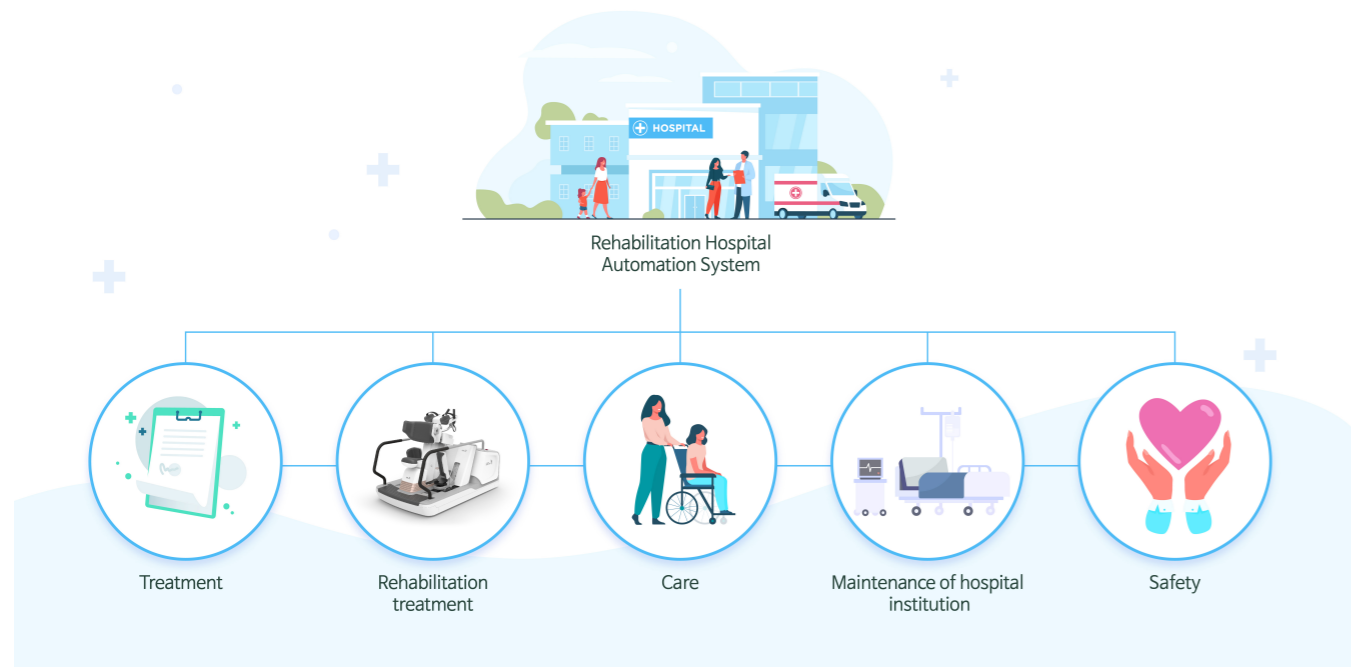 HOSPITAL
Rehabilitation Hospital
Automation System
Treatment
Rehabilitation
treatment
Care
Maintenance of hospital
institution
Safety